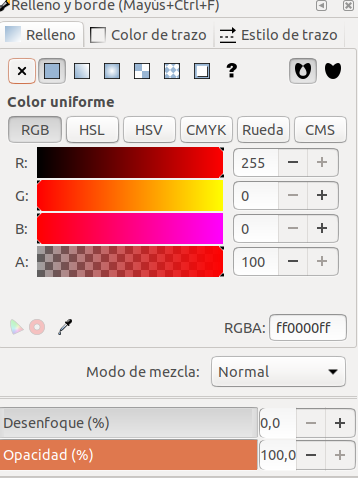 Relleno y borde (Mayús+Ctrl+F)
Relleno Color de trazo Estilo de trazo
?
Color uniforme
RGB HSL HSV CMYK Rueda CMS
R: 255 − +
G: 0 − +
B: 0 − +
A: 100 − +
RGBA: ff0000ff
Modo de mezcla: Normal
Desenfoque (%) 0,0 − +
Opacidad (%) 100,0 − +